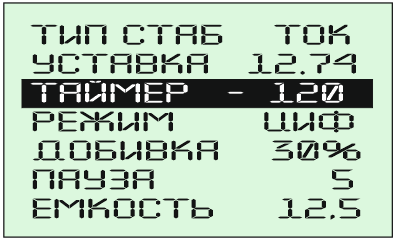 ТИП СТАБ ТОК
УСТАВКА 12.74
ТАЙМЕР - 120
РЕЖИМ ЦИФ
ДОБИВКА 30%
ПАУЗА 5
ЕМКОСТЬ 12.5